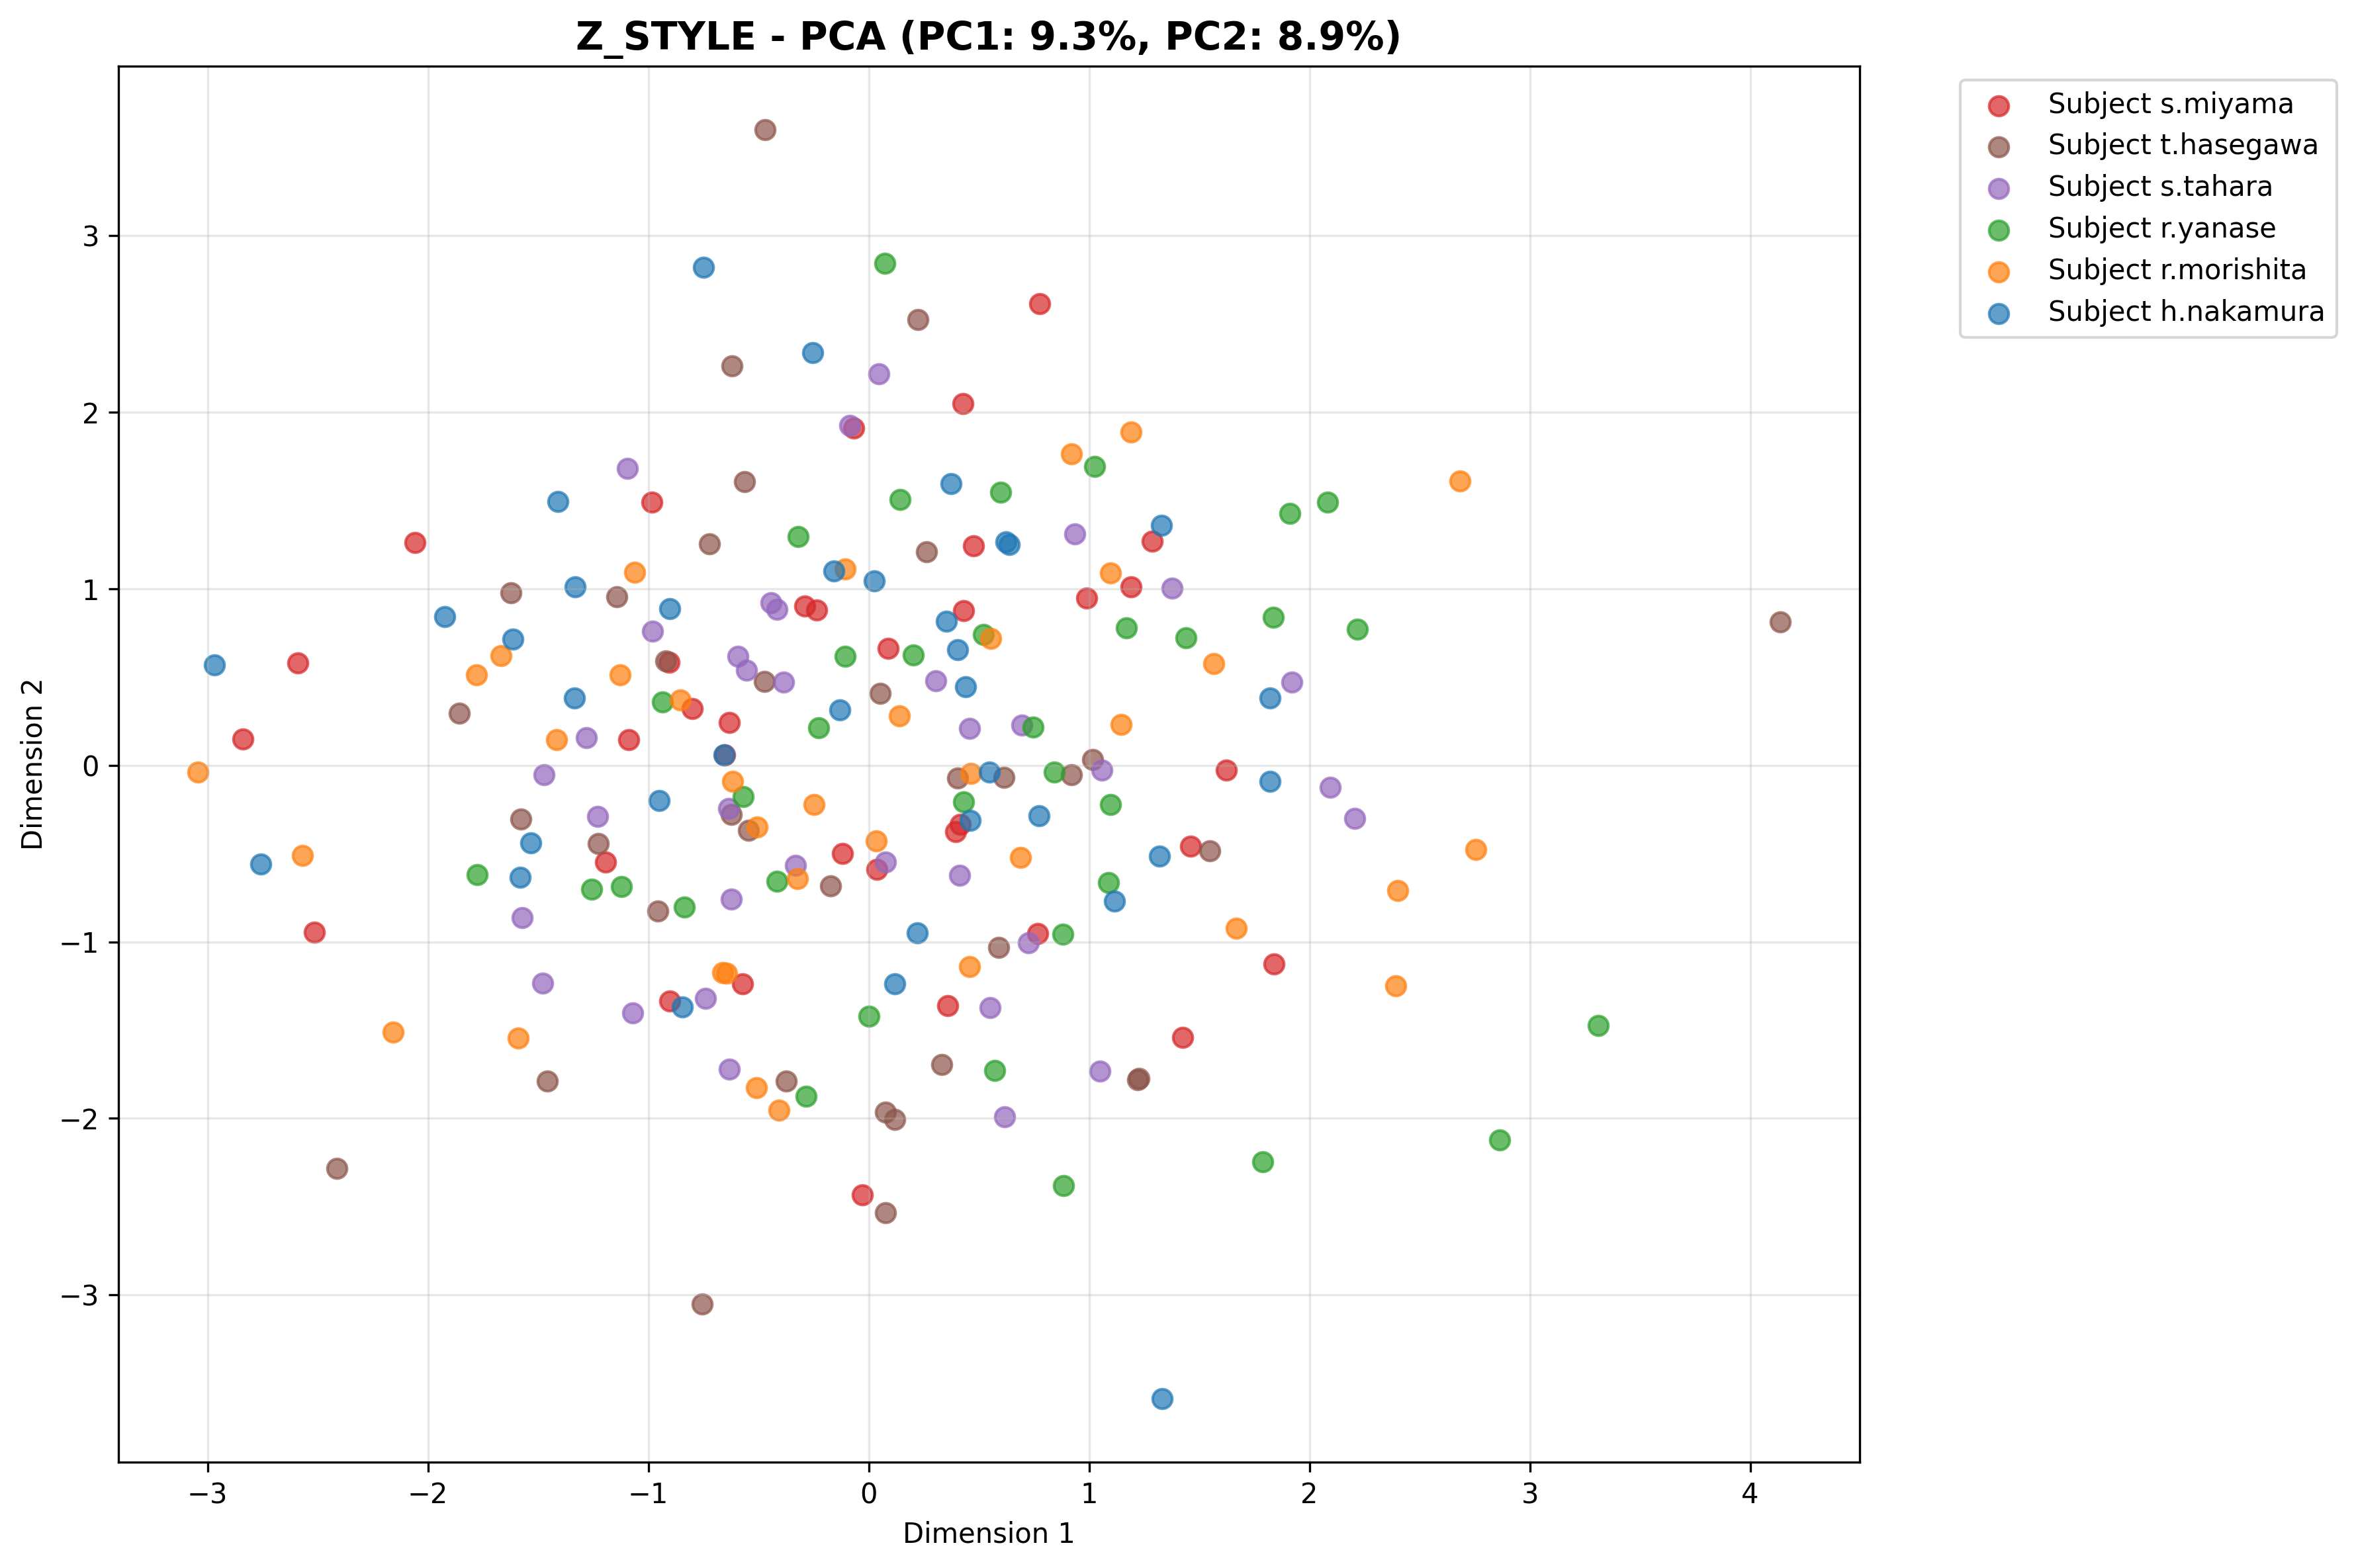 Z_STYLE - PCA (PC1: 9.3%, PC2: 8.9%)
Subject s.miyama
Subject t.hasegawa
Subject s.tahara
Subject r.yanase
Subject r.morishita
Subject h.nakamura
Dimension 2
3
2
1
0
−1
−2
−3
−3
−2
−1
0
1
2
3
4
Dimension 1